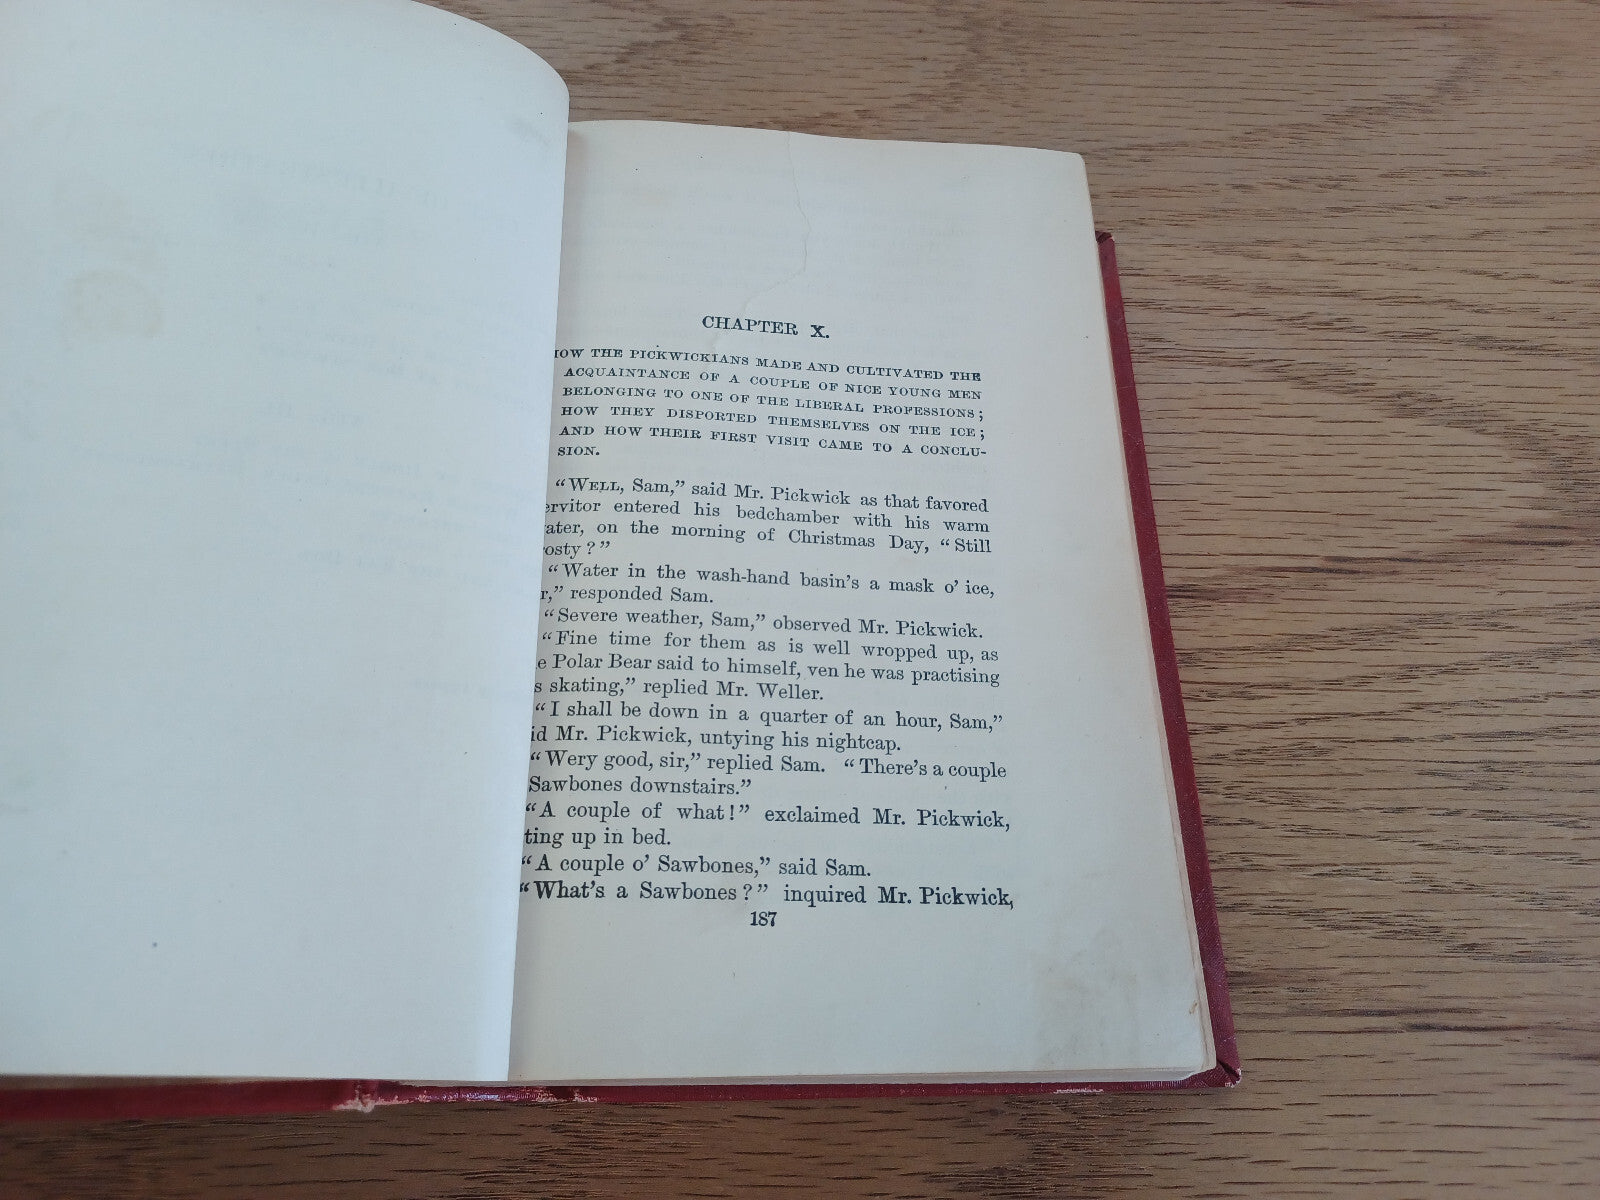 CHAPTER X.
IOW THE PICKWICKIANS MADE AND CULTIVATED THE
ACQUAINTANCE OF A COUPLE OF NICE YOUNG MEN
BELONGING TO ONE OF THE LIBERAL PROFESSIONS;
HOW THEY DISPORTED THEMSELVES ON THE ICE;
AND HOW THEIR FIRST VISIT CAME TO A CONCLU-
SION.
“WELL, Sam,” said Mr. Pickwick as that favored
ervitor entered his bedchamber with his warm
ater, on the morning of Christmas Day, “Still
rosty?”
“Water in the wash-hand basin's a mask o' ice,
r,” responded Sam.
“Severe weather, Sam,” observed Mr. Pickwick.
“Fine time for them as is well wropped up, as
e Polar Bear said to himself, ven he was practising
s skating,” replied Mr. Weller.
“I shall be down in a quarter of an hour, Sam,”
id Mr. Pickwick, untying his nightcap.
“Wery good, sir,” replied Sam. “There's a couple
Sawbones downstairs.”
“A couple of what!” exclaimed Mr. Pickwick,
ting up in bed.
“A couple o' Sawbones,” said Sam.
“What's a Sawbones?” inquired Mr. Pickwick,
187